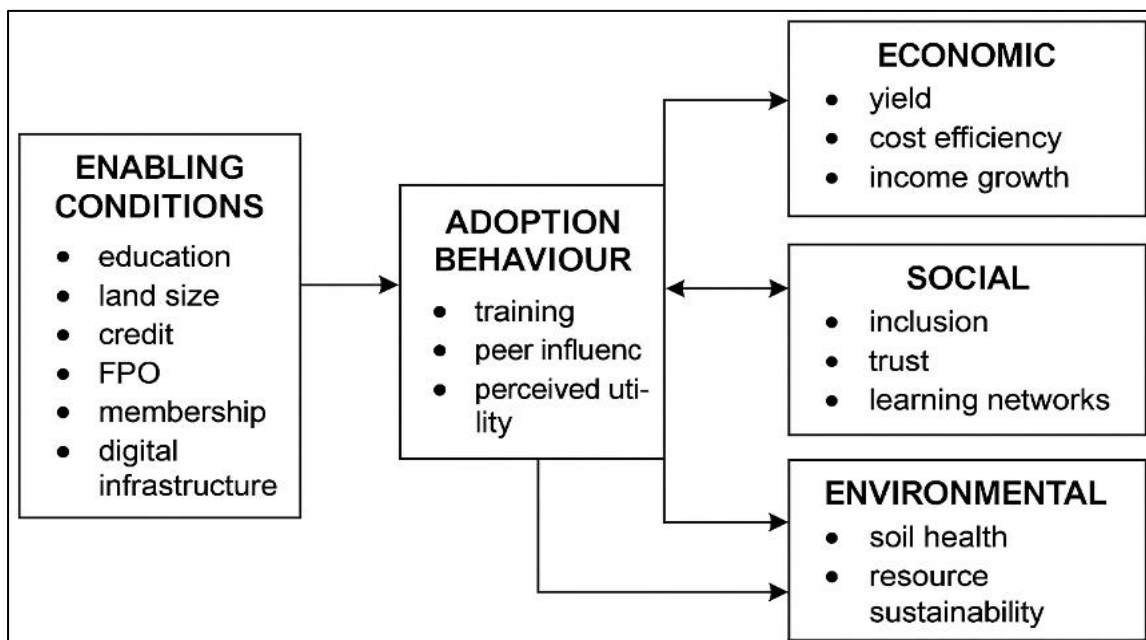 ENABLING
CONDITIONS
• education
• land size
• credit
• FPO
• membership
• digital
infrastructure
ADOPTION
BEHAVIOUR
• training
• peer influenc
• perceived uti-
lity
ECONOMIC
• yield
• cost efficiency
• income growth
SOCIAL
• inclusion
• trust
• learning networks
ENVIRONMENTAL
• soil health
• resource
sustainability